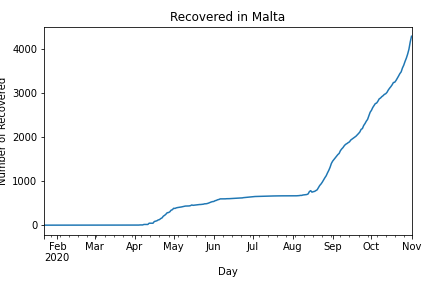 Recovered in Malta
Number of Recovered
4000
3000
2000
1000
0
Feb Mar Apr May Jun Jul Aug Sep Oct Nov
2020
Day